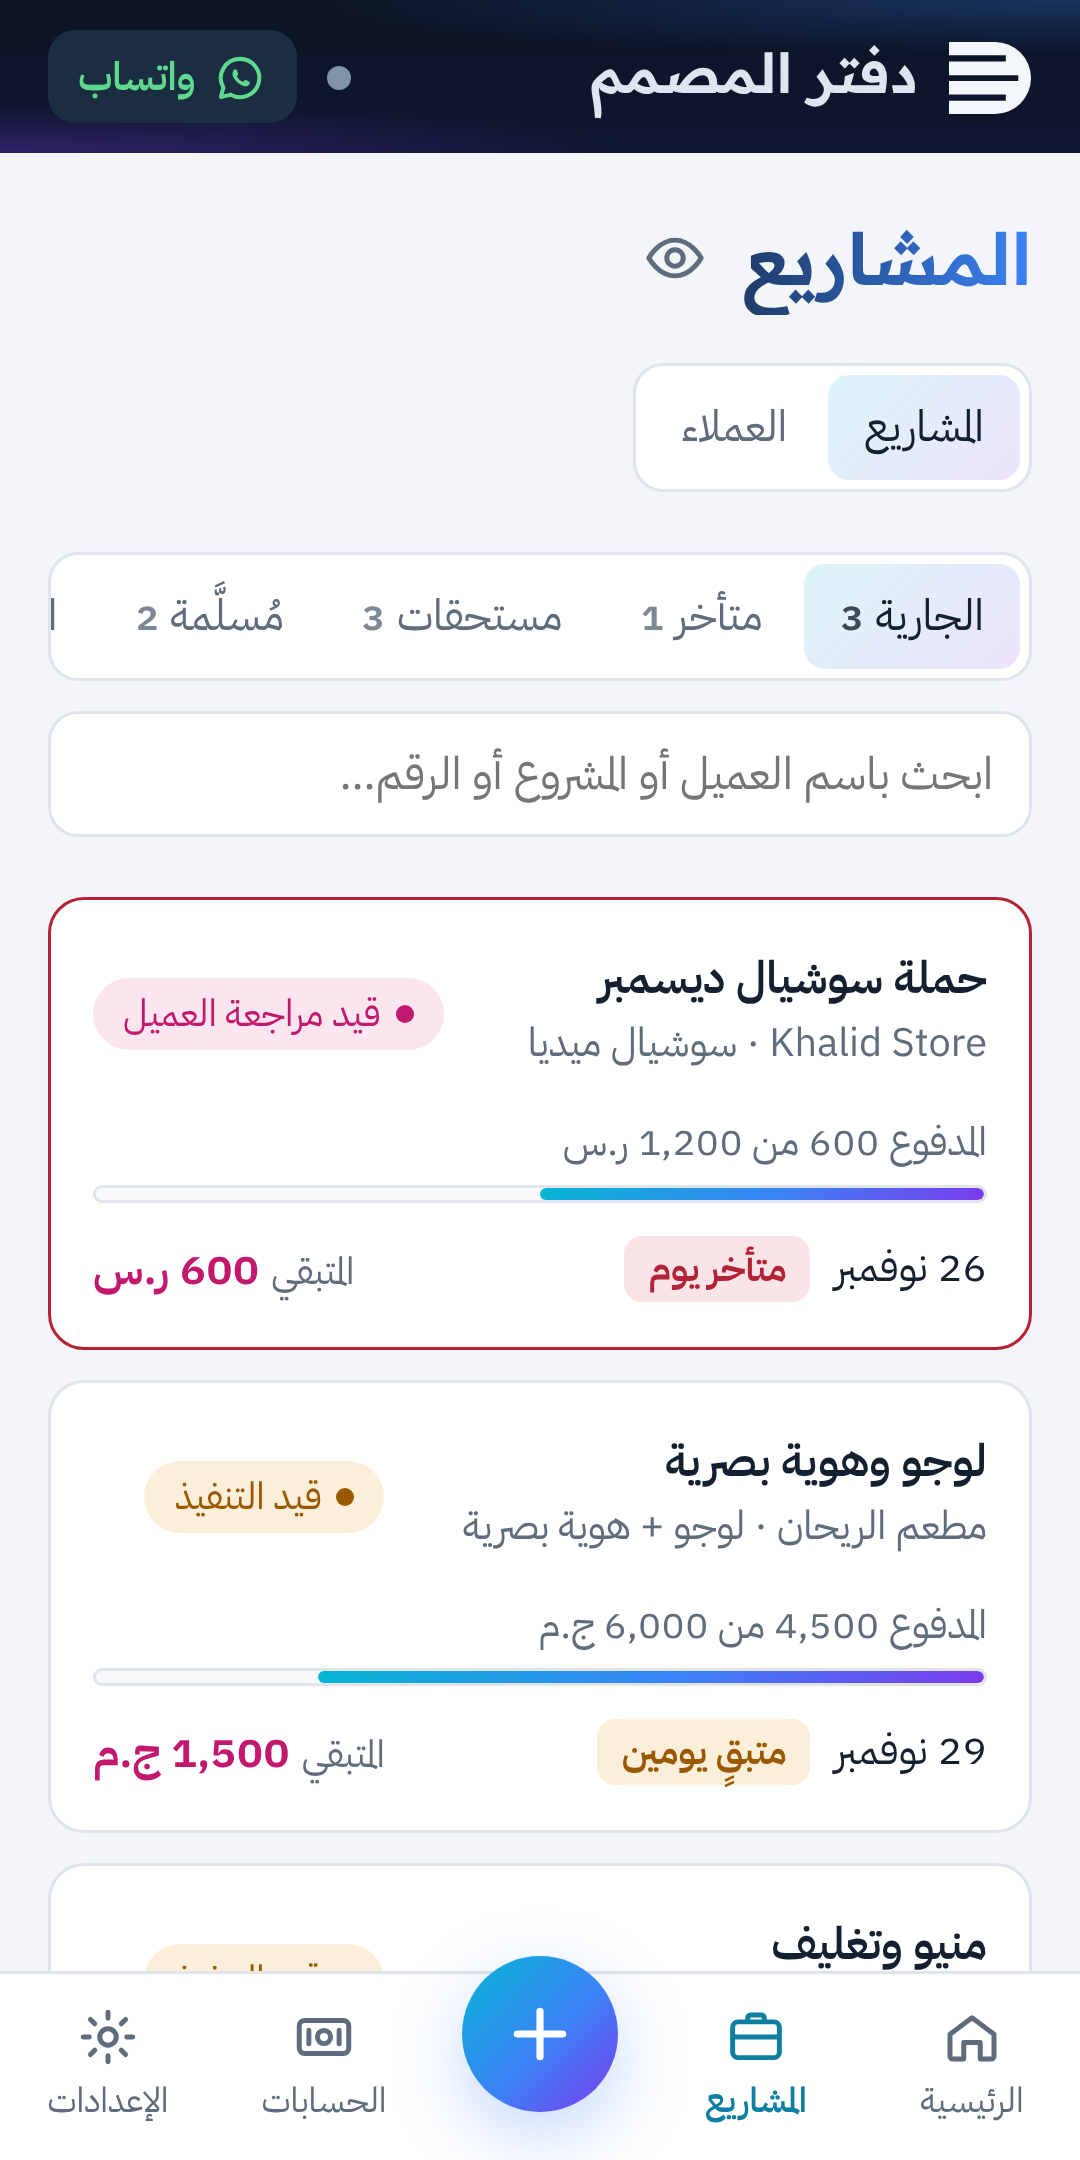 دفتر المصمم
واتساب
المشاريع
المشاريع
العملاء
الجارية 3
متأخر 1
مستحقات 3
مُسلَّمة 2
ابحث باسم العميل أو المشروع أو الرقم...
حملة سوشيال ديسمبر
قيد مراجعة العميل
Khalid Store · سوشيال ميديا
المدفوع 600 من 1,200 ر.س
26 نوفمبر
متأخر يوم
المتبقي 600 ر.س
لوجو وهوية بصرية
قيد التنفيذ
مطعم الريحان · لوجو + هوية بصرية
المدفوع 4,500 من 6,000 ج.م
29 نوفمبر
متبقٍ يومين
المتبقي 1,500 ج.م
منيو وتغليف
الرئيسية
المشاريع
الحسابات
الإعدادات